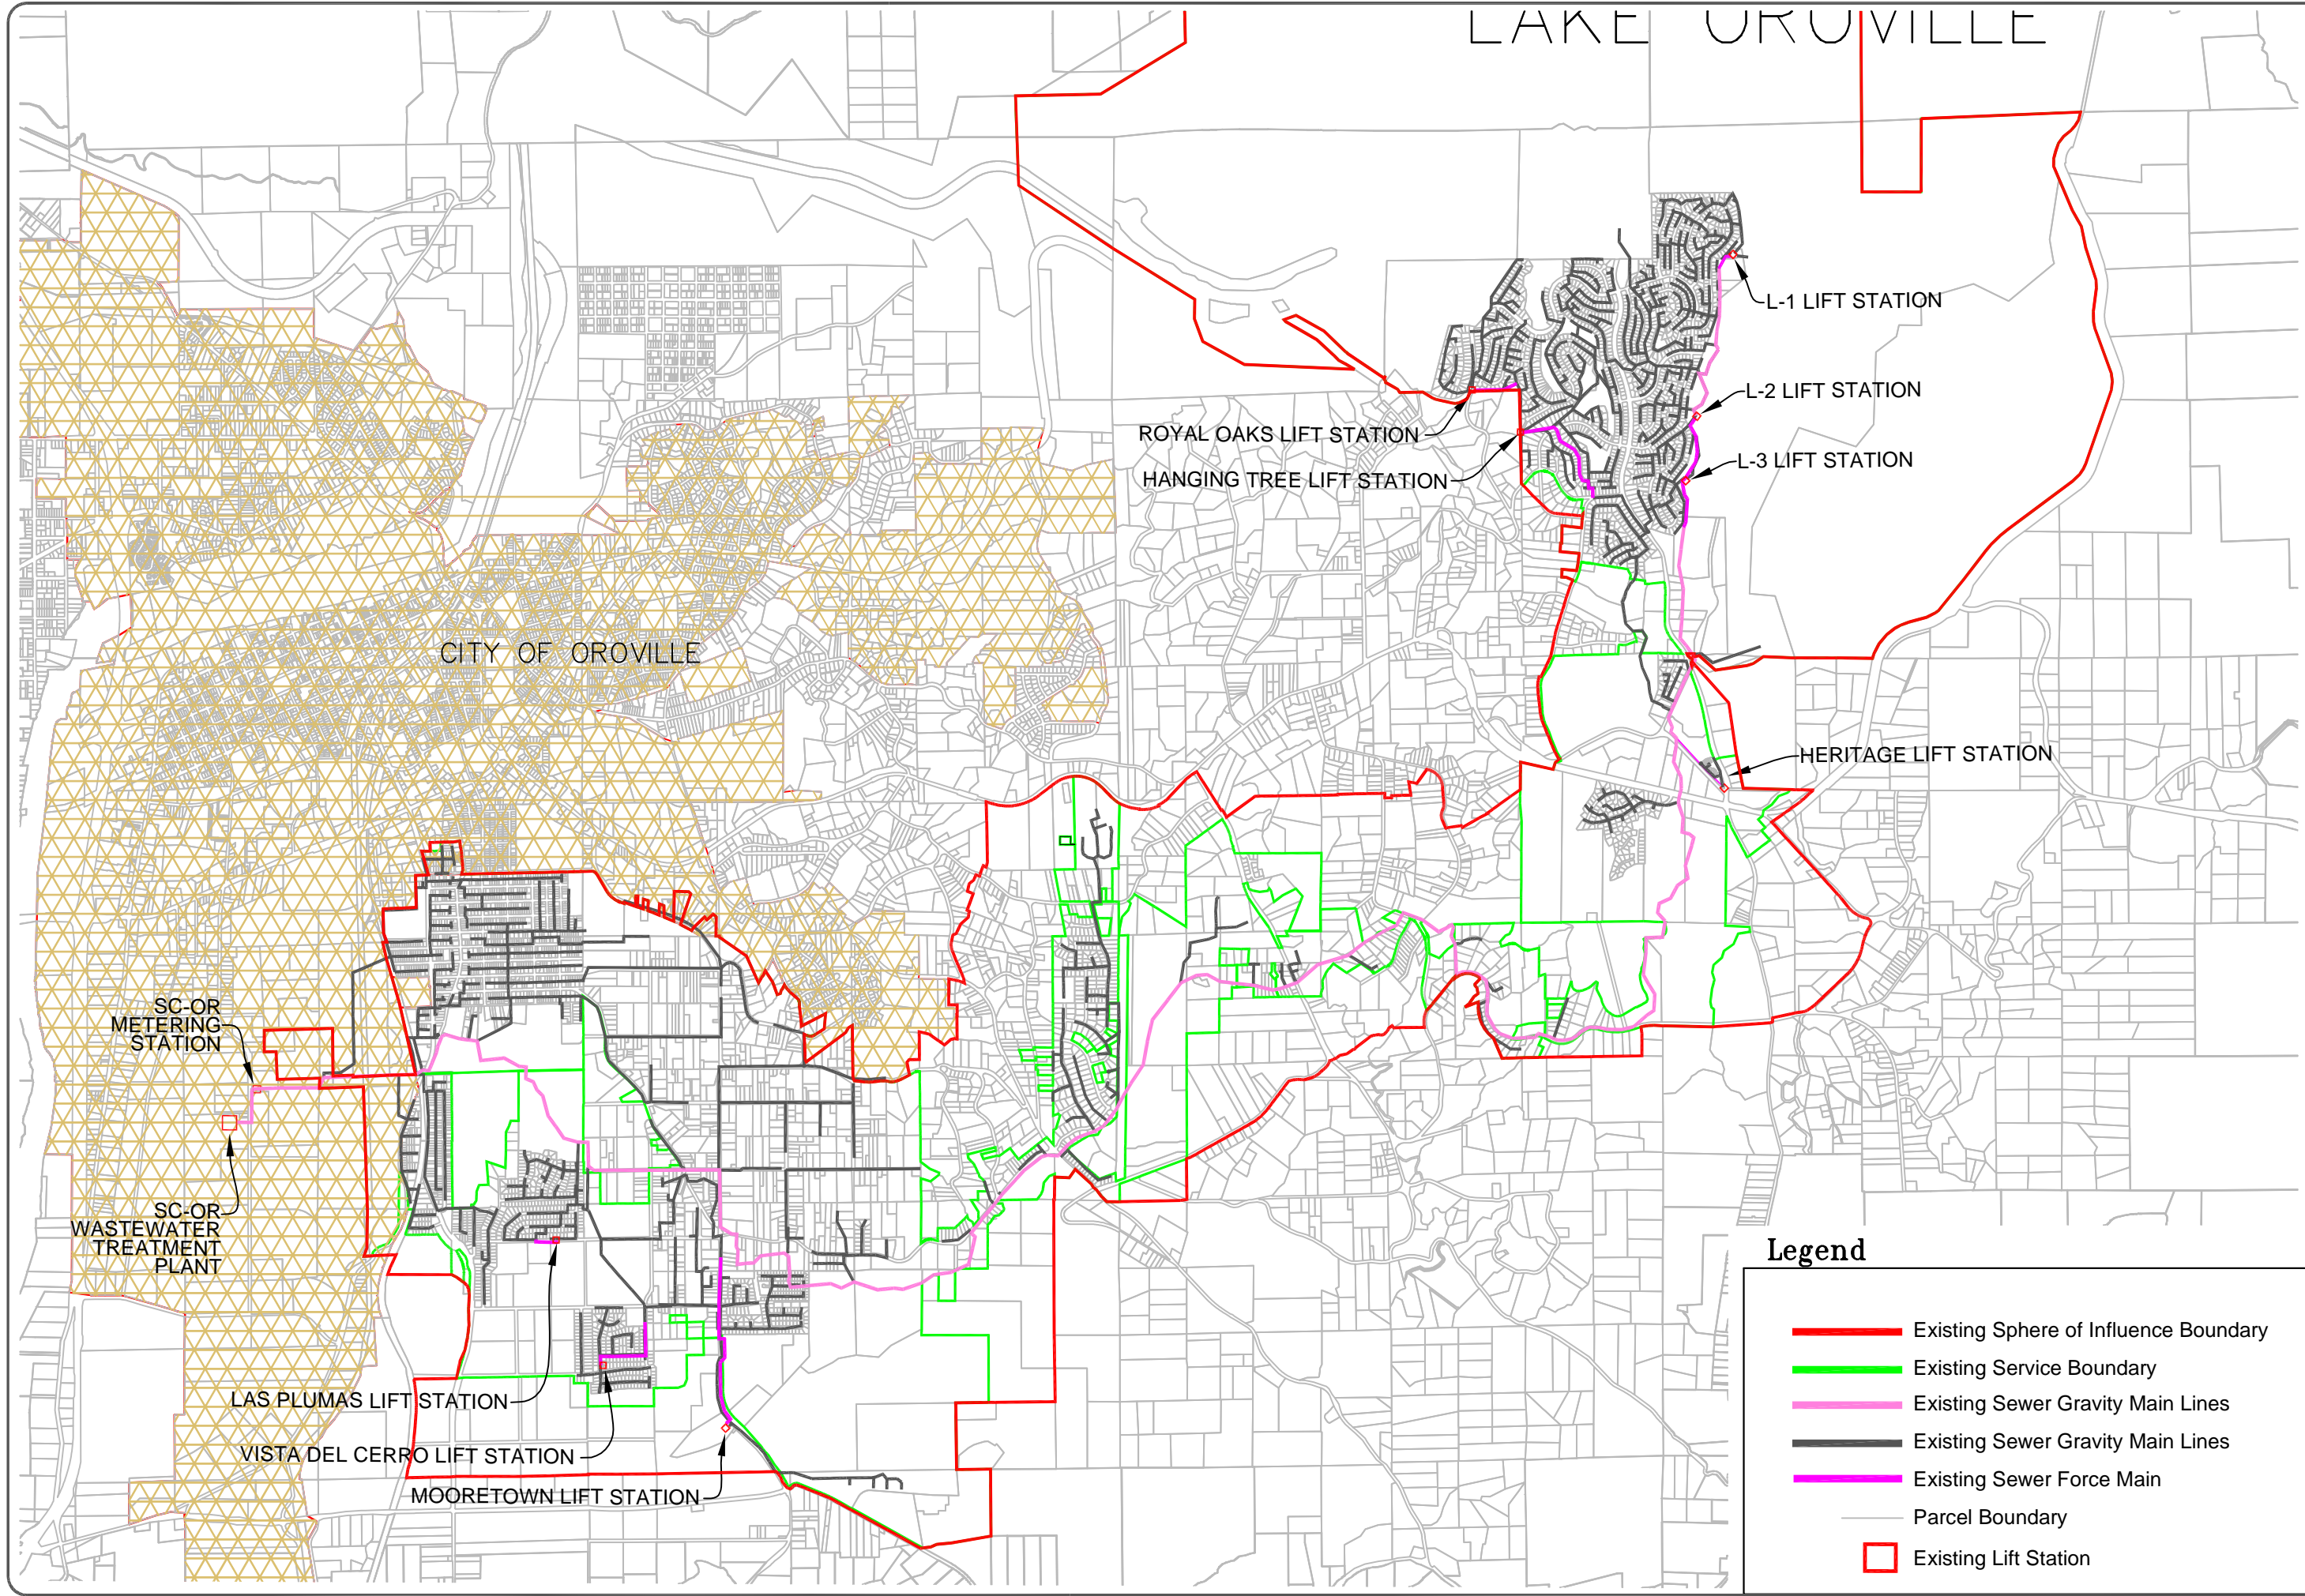 LAKE OROVILLE
L-1 LIFT STATION
L-2 LIFT STATION
ROYAL OAKS LIFT STATION
L-3 LIFT STATION
HANGING TREE LIFT STATION
CITY OF OROVILLE
HERITAGE LIFT STATION
SC-OR
METERING
STATION
SC-OR
WASTEWATER
TREATMENT
PLANT
LAS PLUMAS LIFT STATION
VISTA DEL CERRO LIFT STATION
MOORETOWN LIFT STATION
Legend
Existing Sphere of Influence Boundary
Existing Service Boundary
Existing Sewer Gravity Main Lines
Existing Sewer Gravity Main Lines
Existing Sewer Force Main
Parcel Boundary
Existing Lift Station